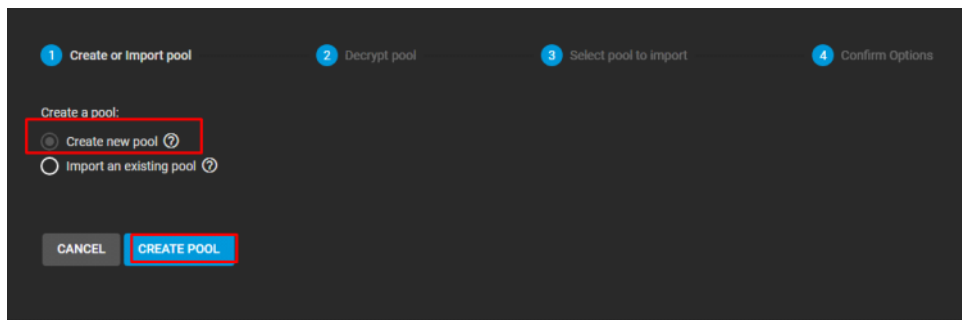 1 Create or Import pool 2 Decrypt pool 3 Select pool to import 4 Confirm Options
Create a pool:
Create new pool ?
Import an existing pool ?
CANCEL CREATE POOL